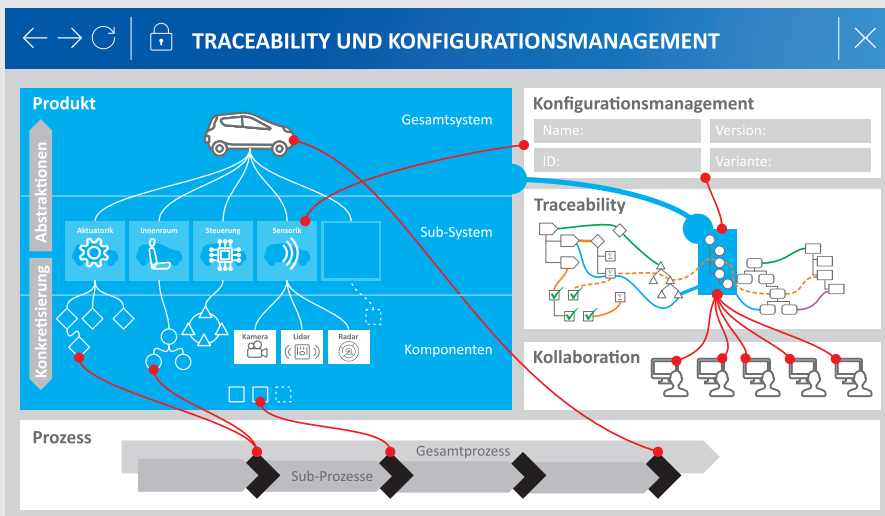 TRACEABILITY UND KONFIGURATIONSMANAGEMENT
Produkt
Abstraktionen
Konkretisierung
Gesamtsystem
Aktuatorik
Innenraum
Steuerung
Sensorik
Sub-System
Kamera
Lidar
Radar
Komponenten
Konfigurationsmanagement
Name:
Version:
ID:
Variante:
Traceability
Σ
Σ
Σ
Kollaboration
Prozess
Gesamtprozess
Sub-Prozesse